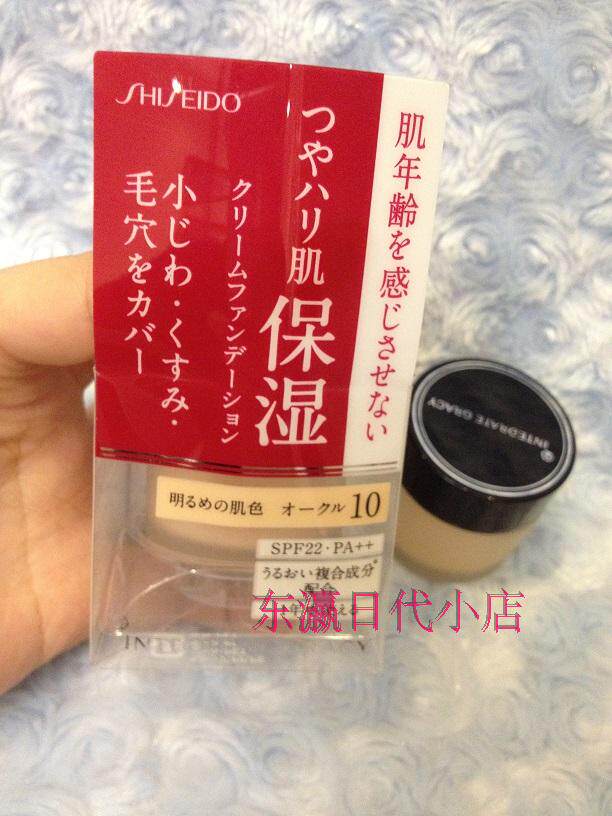 SHISEIDO
肌年齢を感じさせない
つやハリ肌
保湿
クリームファンデーション
小じわ・くすみ・
毛穴をカバー
明るめの肌色 オークル10
SPF22・PA++
うるおい複合成分*
配合
东瀛日代小店
INTEGRATE GRACY